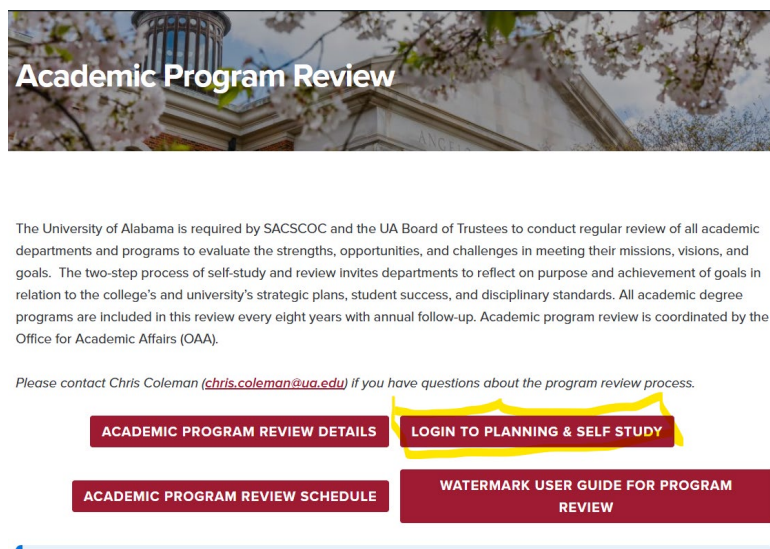 Academic Program Review
ANGEL
The University of Alabama is required by SACSCOC and the UA Board of Trustees to conduct regular review of all academic
departments and programs to evaluate the strengths, opportunities, and challenges in meeting their missions, visions, and
goals. The two-step process of self-study and review invites departments to reflect on purpose and achievement of goals in
relation to the college's and university's strategic plans, student success, and disciplinary standards. All academic degree
programs are included in this review every eight years with annual follow-up. Academic program review is coordinated by the
Office for Academic Affairs (OAA).
Please contact Chris Coleman (chris.coleman@ua.edu) if you have questions about the program review process.
ACADEMIC PROGRAM REVIEW DETAILS
LOGIN TO PLANNING & SELF STUDY
ACADEMIC PROGRAM REVIEW SCHEDULE
WATERMARK USER GUIDE FOR PROGRAM
REVIEW